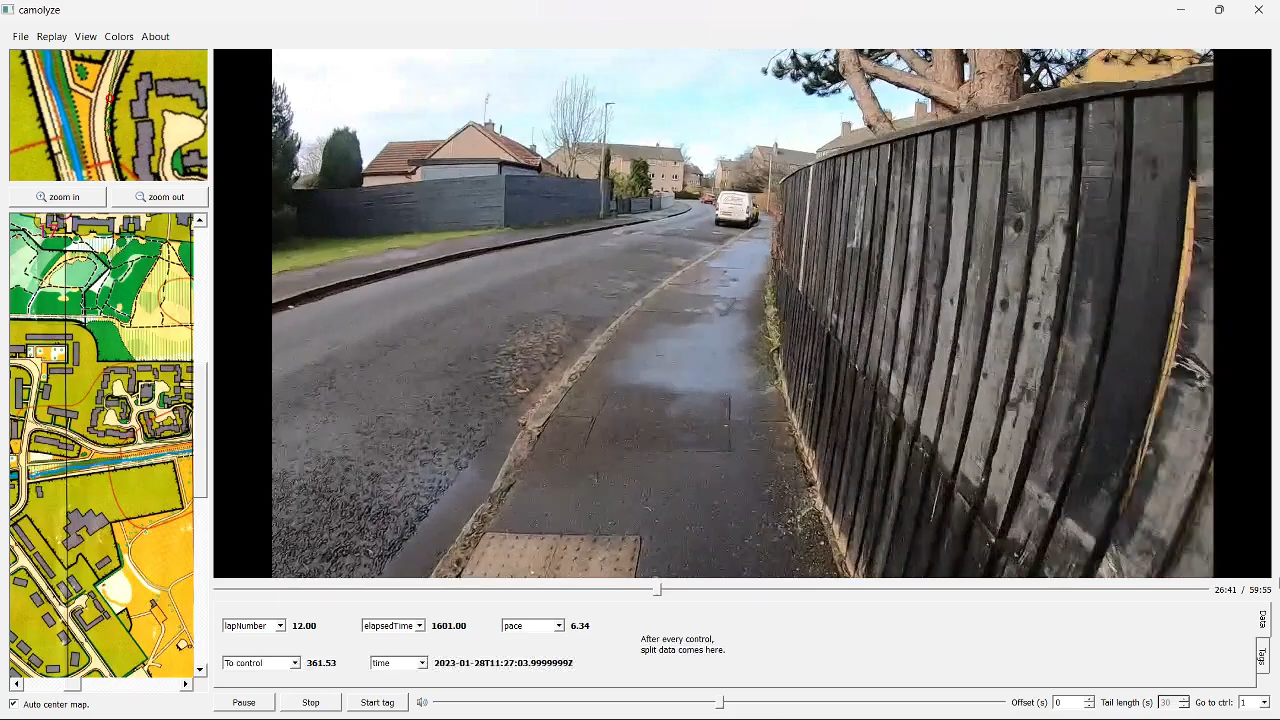 camolyze
File Replay View Colors About
zoom in zoom out
26:41 / 59:55
lapNumber 12.00 elapsedTime 1601.00 pace 6.34
After every control,
split data comes here.
To control 361.53 time 2023-01-28T11:27:03.9999999Z
Data
Tags
Auto center map.
Pause Stop Start tag Offset (s) 0 Tail length (s) 30 Go to ctrl: 1